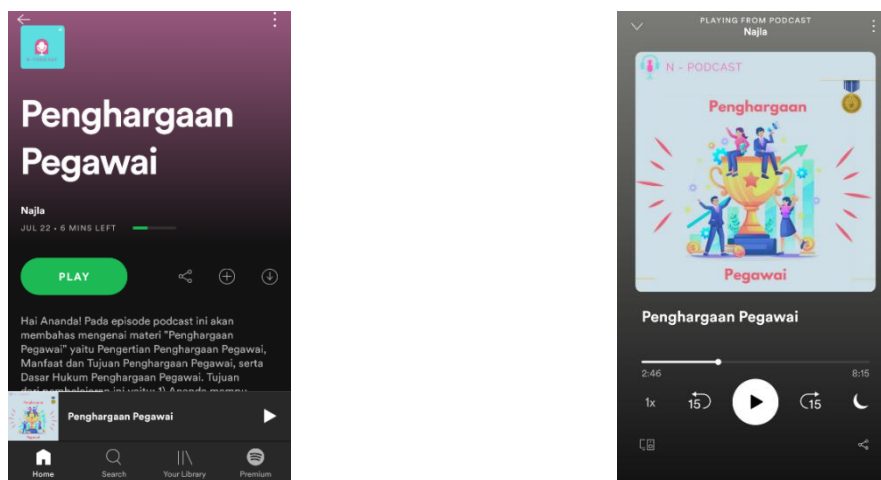 N-PODCAST
Penghargaan
Pegawai
Najla
JUL 22 • 6 MINS LEFT
PLAY
Hai Ananda! Pada episode podcast ini akan
membahas mengenai materi "Penghargaan
Pegawai" yaitu Pengertian Penghargaan Pegawai,
Manfaat dan Tujuan Penghargaan Pegawai, serta
Dasar Hukum Penghargaan Pegawai. Tujuan
Penghargaan
Pegawai
Penghargaan Pegawai
Home
Search
Your Library
Premium
PLAYING FROM PODCAST
Najla
N - PODCAST
Penghargaan
Pegawai
Penghargaan Pegawai
2:46
8:15
1x
15
15